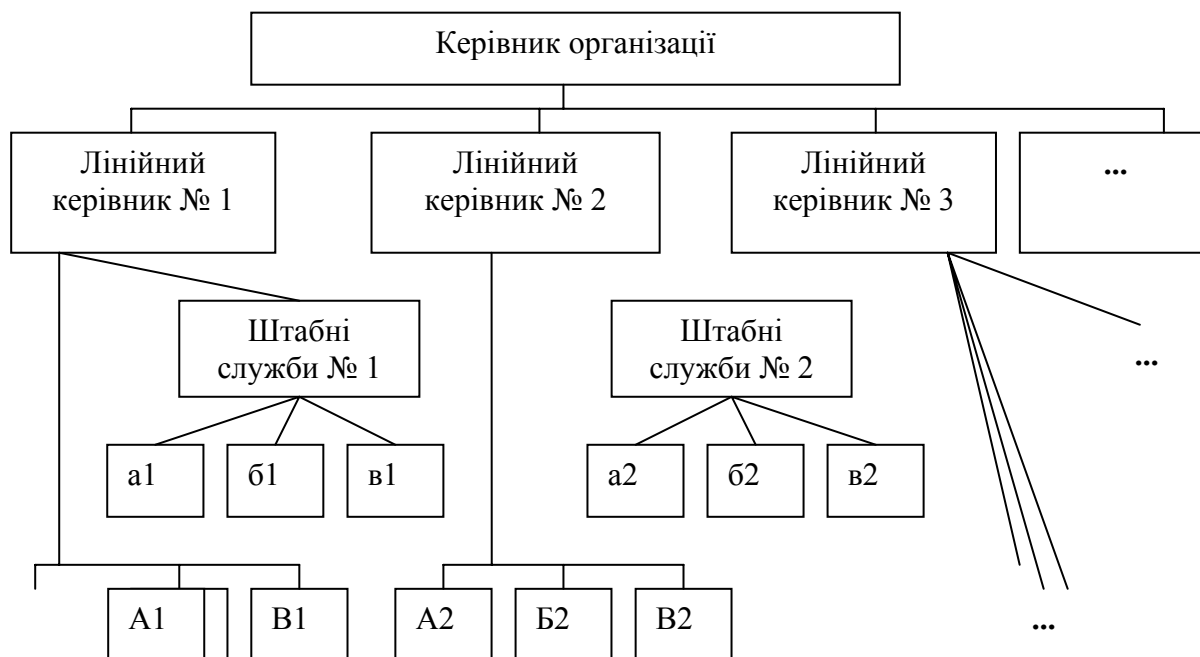 Керівник організації
Лінійний
керівник № 1
Лінійний
керівник № 2
Лінійний
керівник № 3
...
Штабні
служби № 1
Штабні
служби № 2
...
а1
б1
в1
а2
б2
в2
А1
В1
А2
Б2
В2
...